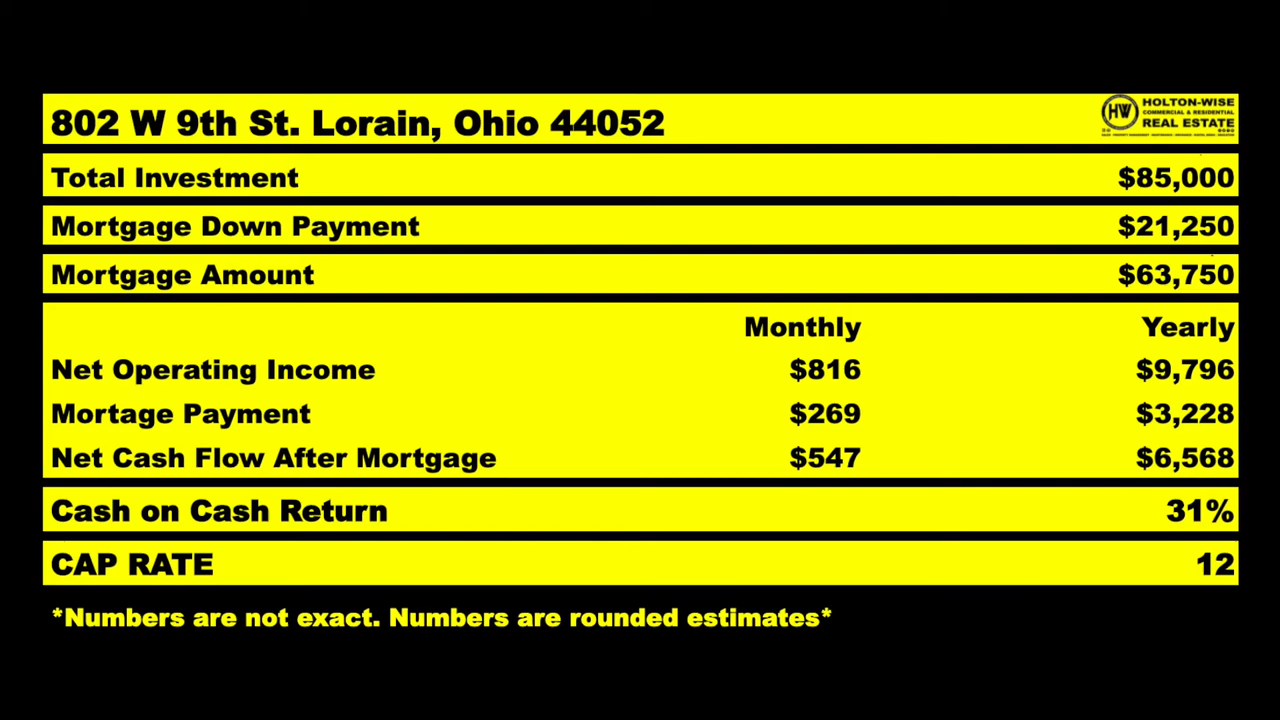 802 W 9th St. Lorain, Ohio 44052
HW
HOLTON-WISE
COMMERCIAL & RESIDENTIAL
REAL ESTATE
Total Investment $85,000
Mortgage Down Payment $21,250
Mortgage Amount $63,750
Monthly Yearly
Net Operating Income $816 $9,796
Mortage Payment $269 $3,228
Net Cash Flow After Mortgage $547 $6,568
Cash on Cash Return 31%
CAP RATE 12
*Numbers are not exact. Numbers are rounded estimates*